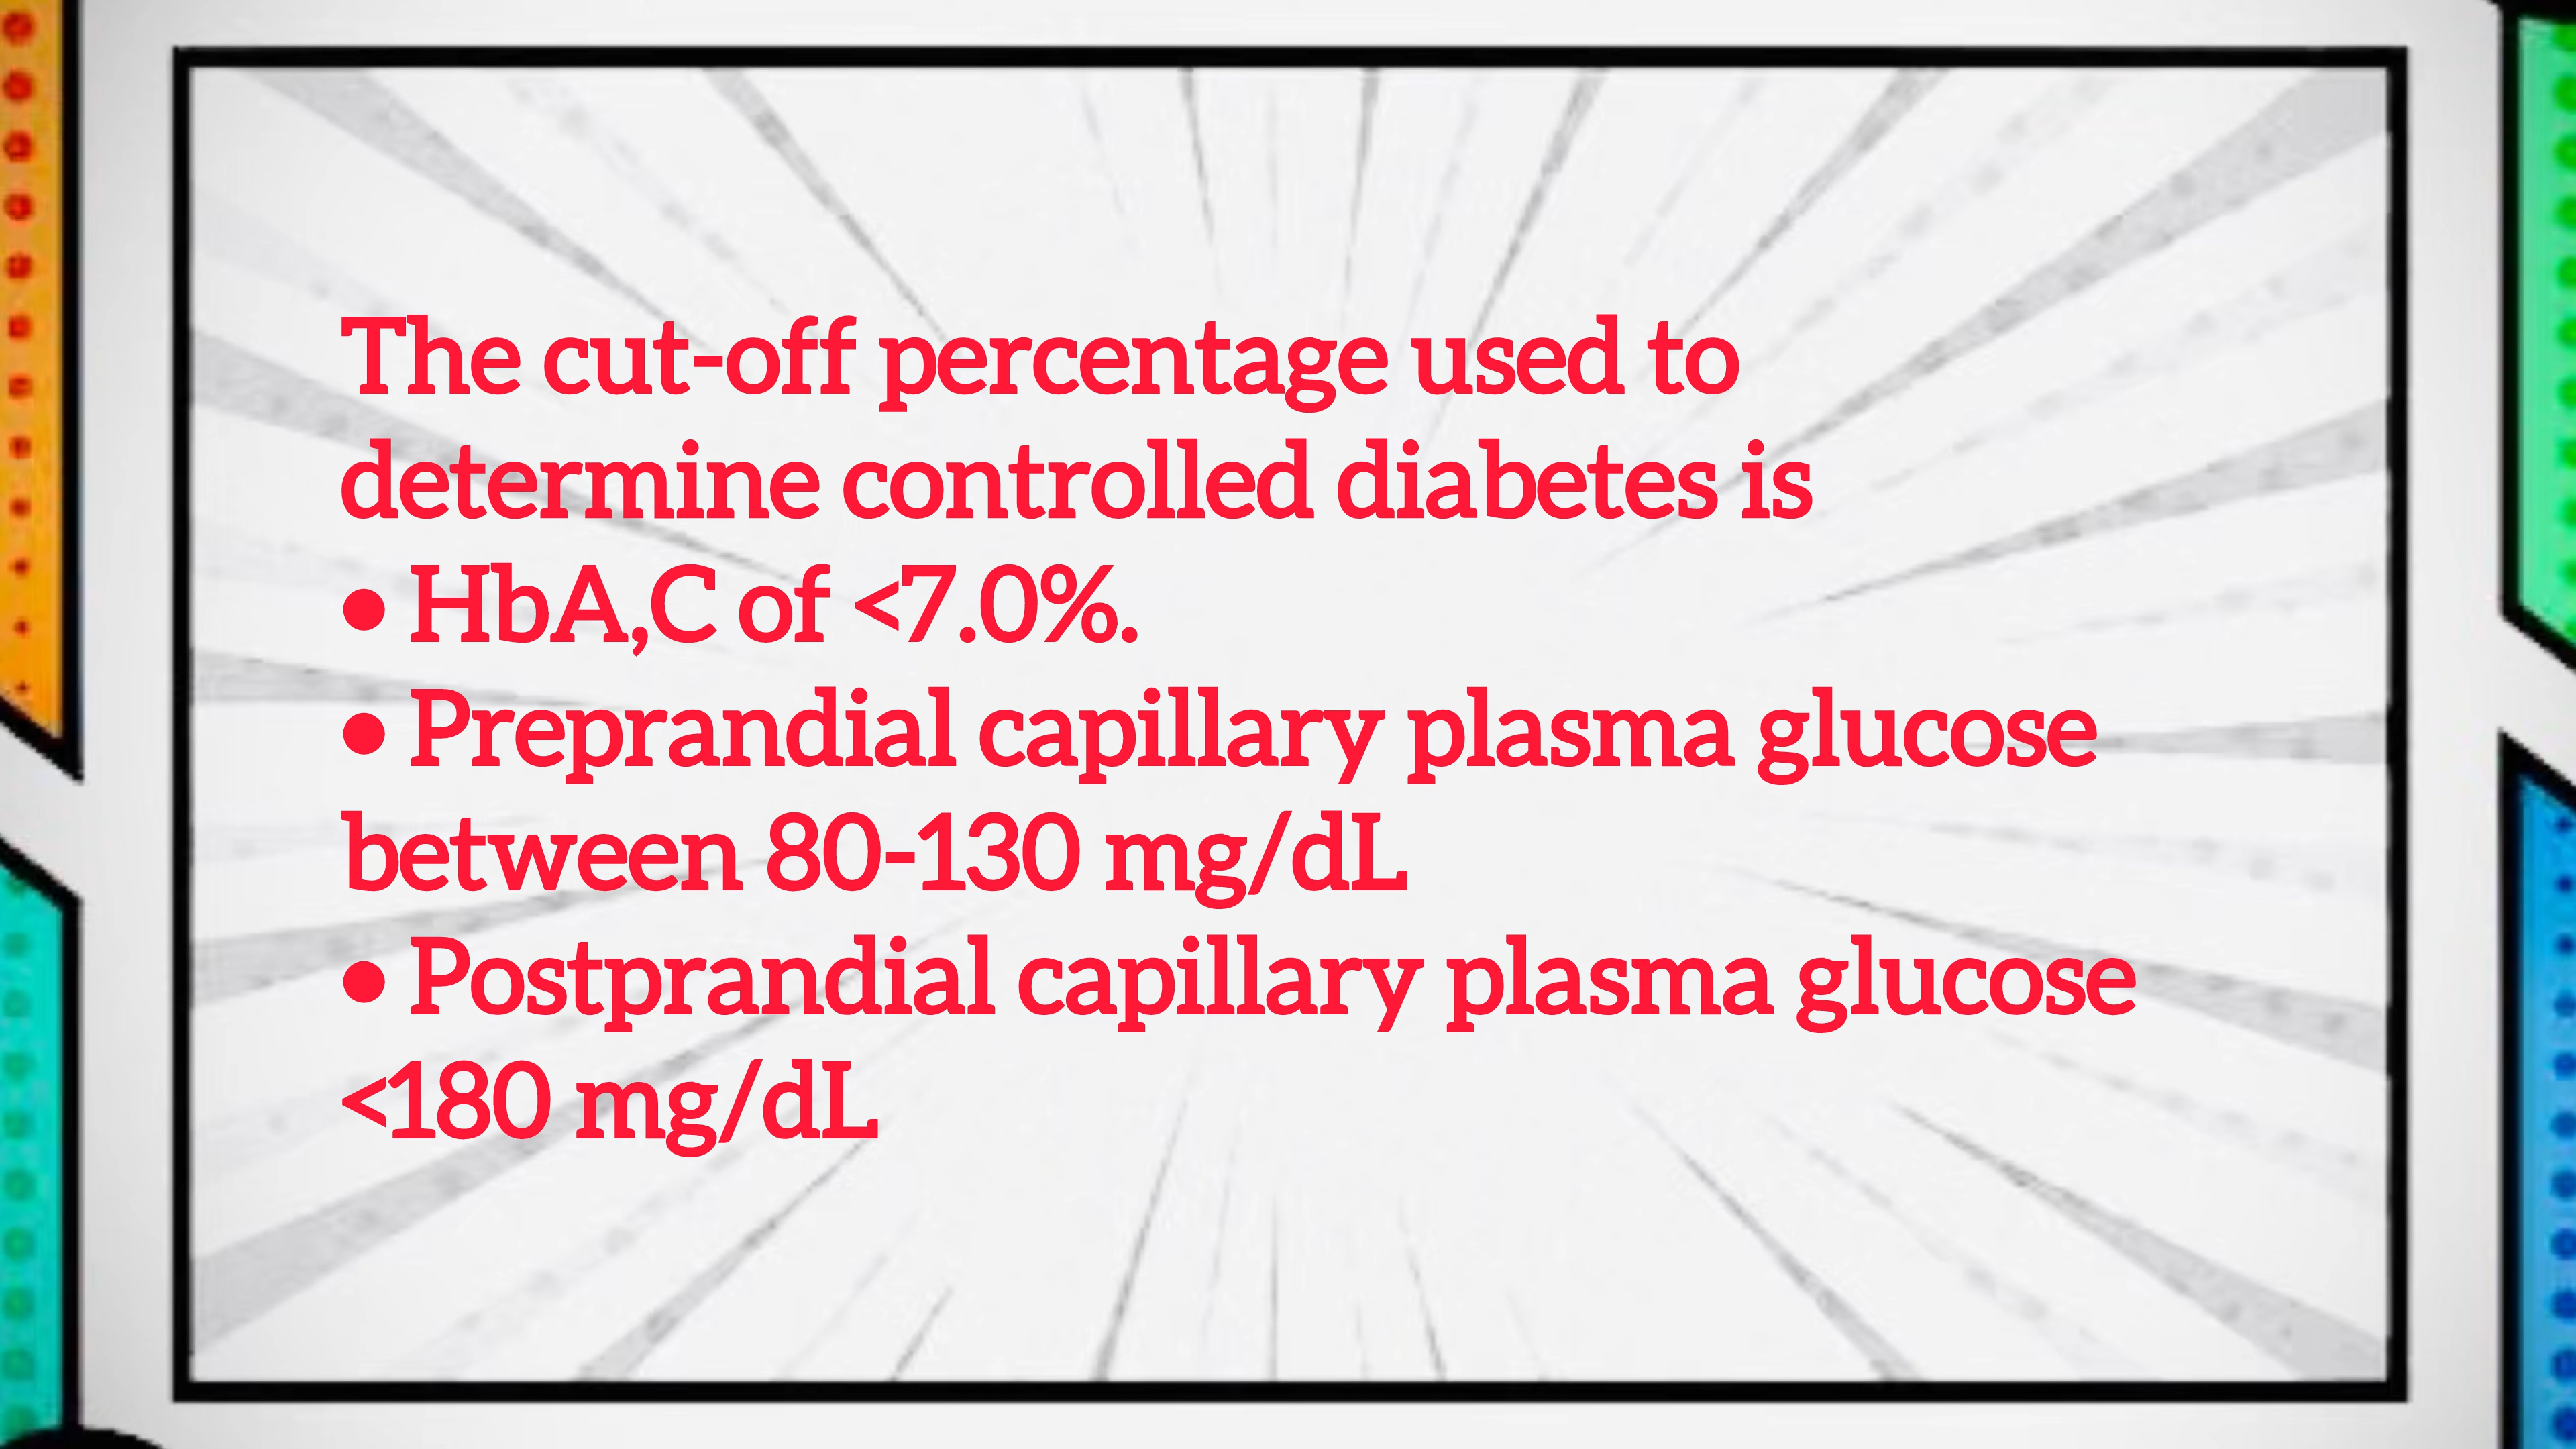 The cut-off percentage used to
determine controlled diabetes is
• HbA,C of <7.0%.
• Preprandial capillary plasma glucose
between 80-130 mg/dL
• Postprandial capillary plasma glucose
<180 mg/dL